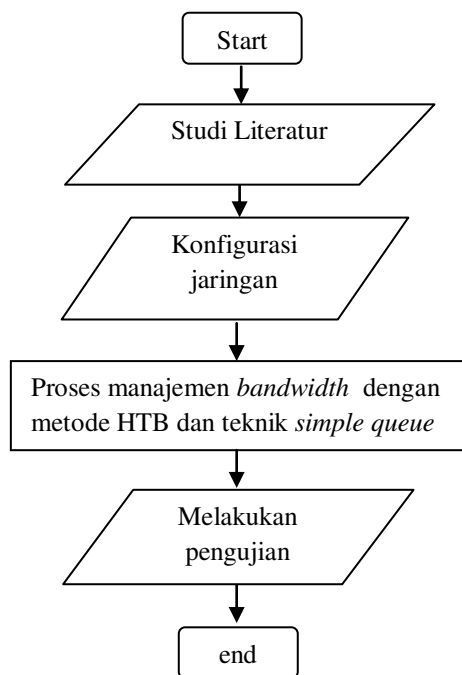 Start
Studi Literatur
Konfigurasi
jaringan
Proses manajemen bandwidth dengan
metode HTB dan teknik simple queue
Melakukan
pengujian
end